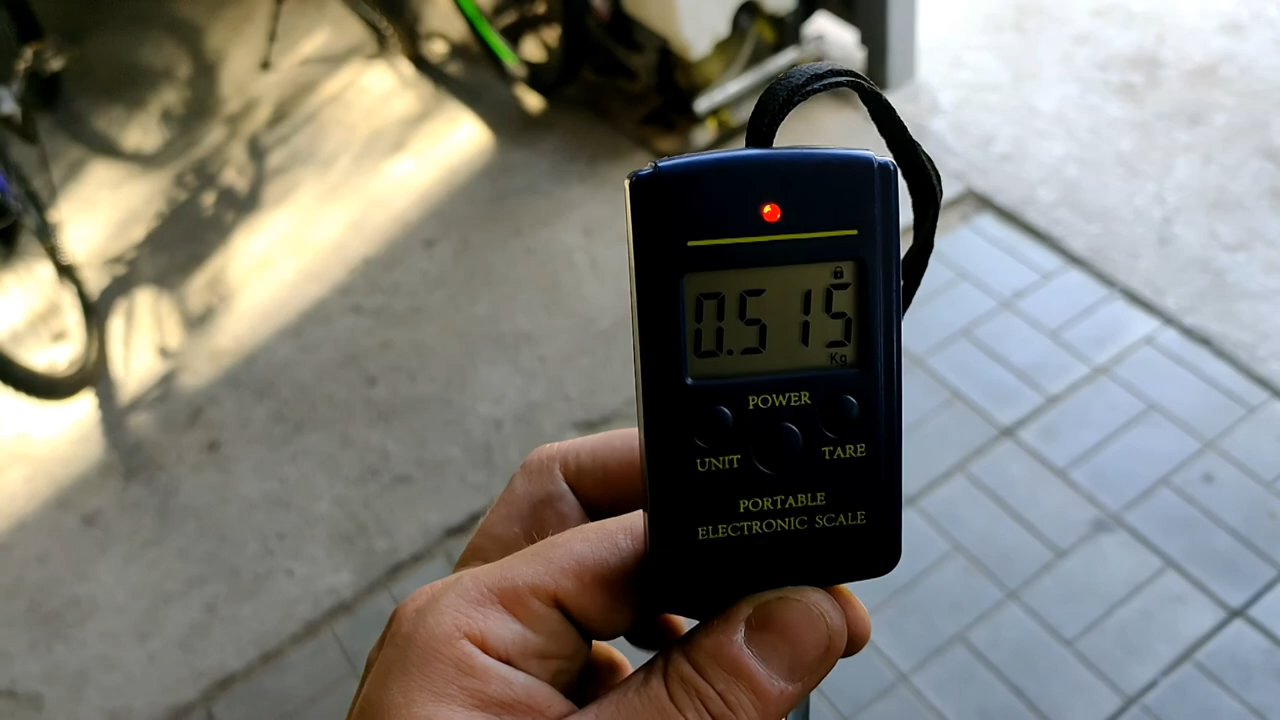 0.515
Kg
POWER
UNIT TARE
PORTABLE
ELECTRONIC SCALE